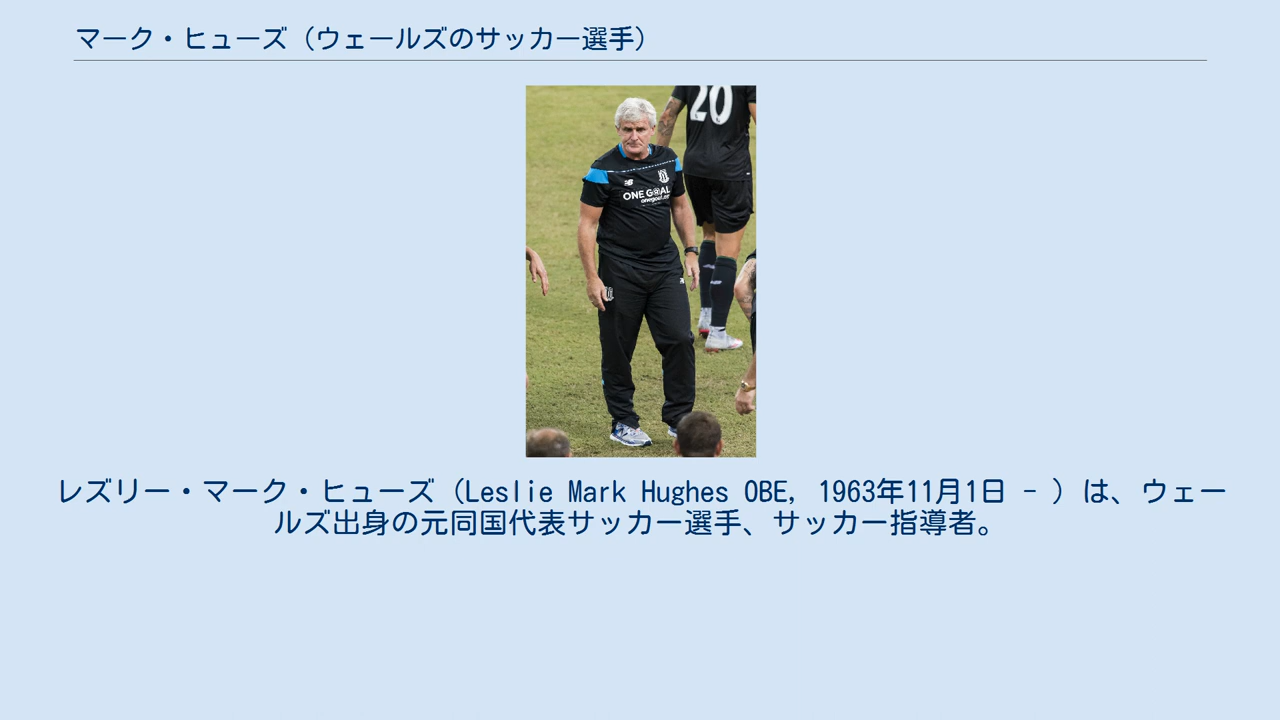 マーク・ヒューズ（ウェールズのサッカー選手）
20
ONE GOAL
レズリー・マーク・ヒューズ（Leslie Mark Hughes OBE, 1963年11月1日 - ）は、ウェー
ルズ出身の元同国代表サッカー選手、サッカー指導者。